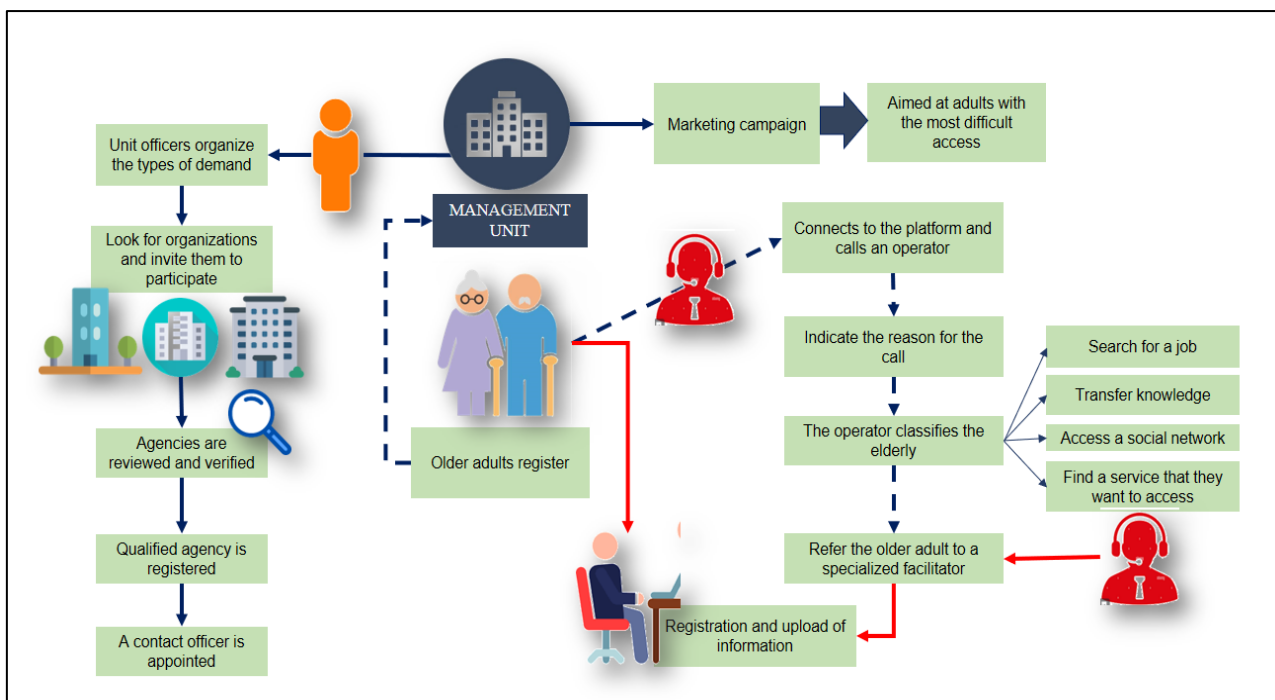 Unit officers organize
the types of demand
Look for organizations
and invite them to
participate
Agencies are
reviewed and verified
Qualified agency is
registered
A contact officer is
appointed
MANAGEMENT
UNIT
Older adults register
Marketing campaign
Aimed at adults with
the most difficult
access
Connects to the platform and
calls an operator
Indicate the reason for the
call
The operator classifies the
elderly
Search for a job
Transfer knowledge
Access a social network
Find a service that they
want to access
Refer the older adult to a
specialized facilitator
Registration and upload of
information